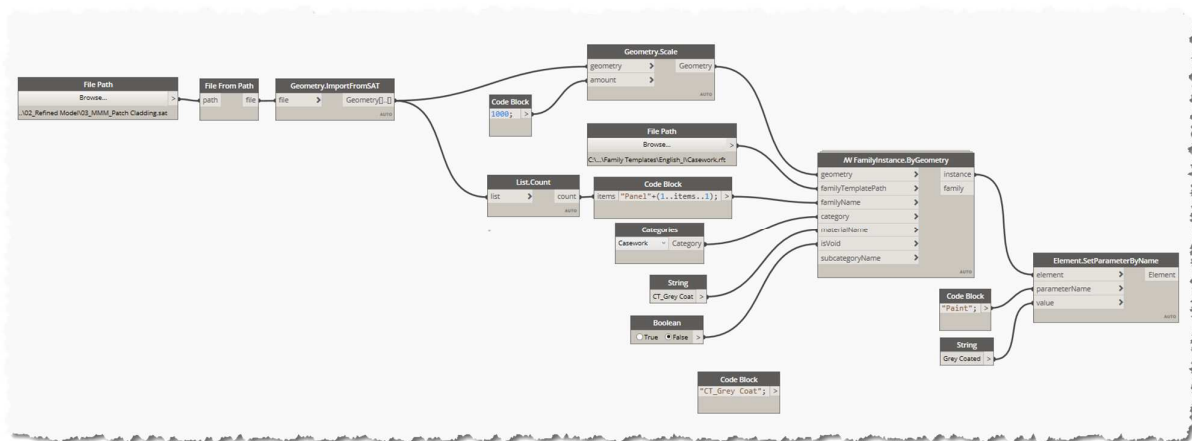 File Path
Browse... >
..\02_Refined Model\03_MMM_Patch Cladding.sat
File From Path
path file
Geometry.ImportFromSAT
file > Geometry[]..[]
AUTO
Geometry.Scale
geometry > Geometry
amount >
AUTO
Code Block
1000; >
File Path
Browse... >
C:\...\Family Templates\English_I\Casework.rft
List.Count
list > count
AUTO
Code Block
items "Panel"+(1..items..1); >
Categories
Casework Category
String
CT_Grey Coat >
Boolean
True False >
Code Block
"CT_Grey Coat"; >
FamilyInstance.ByGeometry
geometry > instance
familyTemplatePath > family
familyName >
category >
materialName >
isVoid >
subcategoryName >
AUTO
Code Block
"Paint"; >
String
Grey Coated >
Element.SetParameterByName
element > Element
parameterName >
value >
AUTO